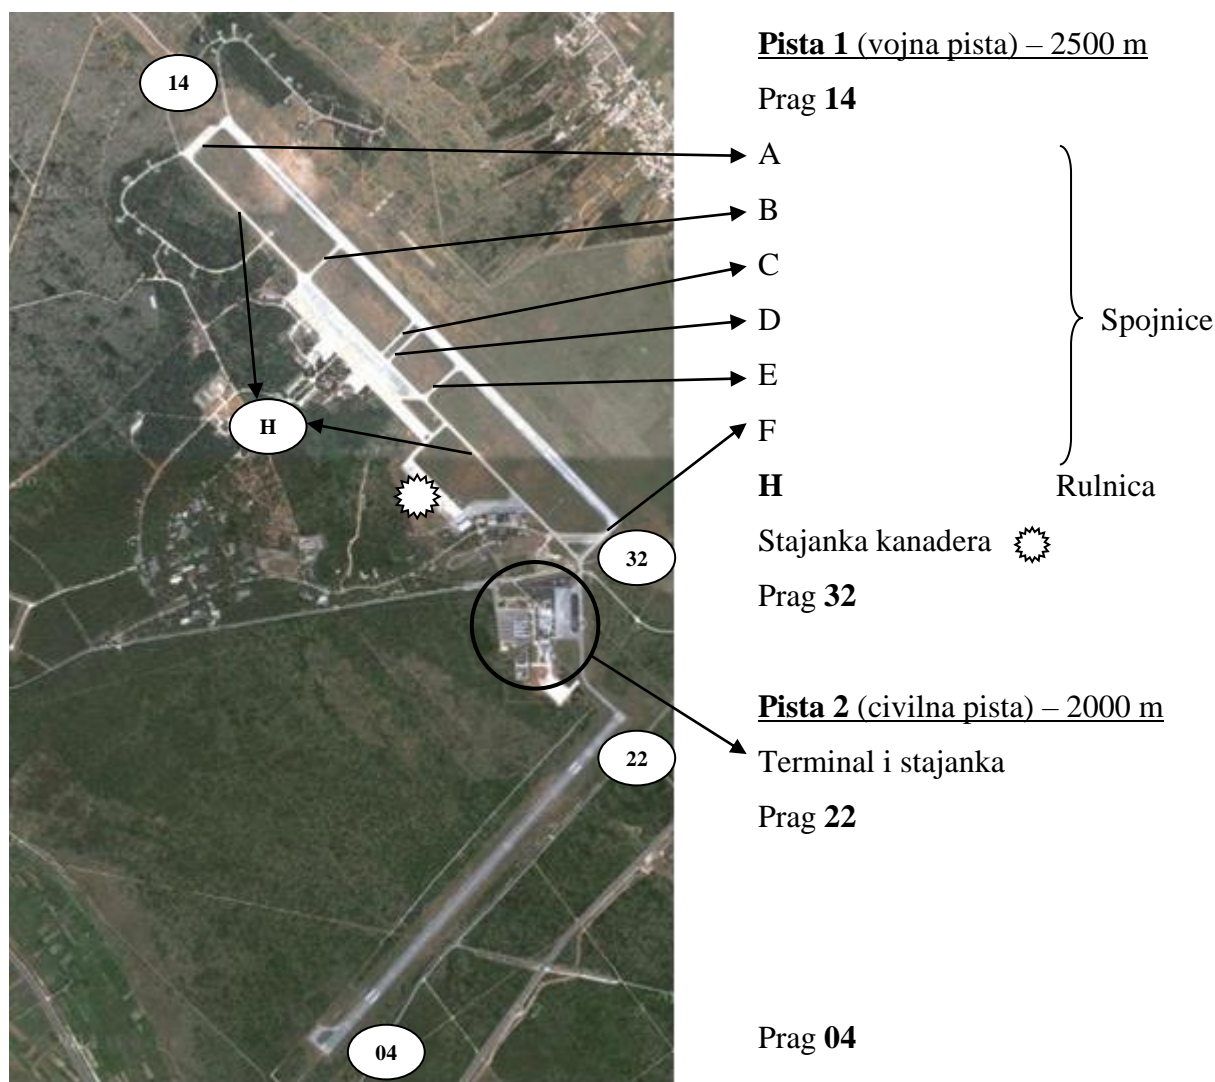 Pista 1 (vojna pista) – 2500 m
14
Prag 14
A
B
C
D
Spojnice
E
H
F
H Rulnica
Stajanka kanadera
32
Prag 32
Pista 2 (civilna pista) – 2000 m
22
Terminal i stajanka
Prag 22
04
Prag 04